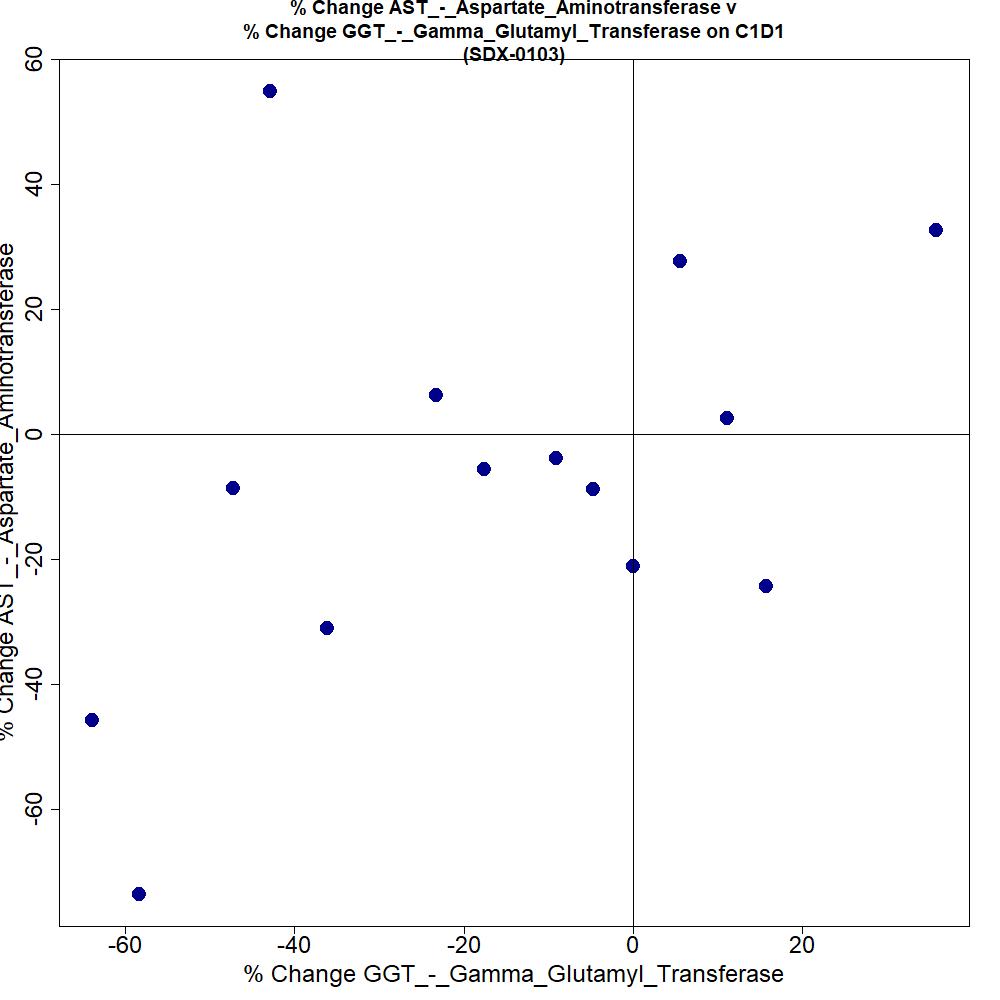 % Change AST_-_Aspartate_Aminotransferase v
% Change GGT_-_Gamma_Glutamyl_Transferase on C1D1
(SDX-0103)
% Change AST_-_Aspartate_Aminotransferase
60
40
20
0
-20
-40
-60
-60
-40
-20
0
20
% Change GGT_-_Gamma_Glutamyl_Transferase